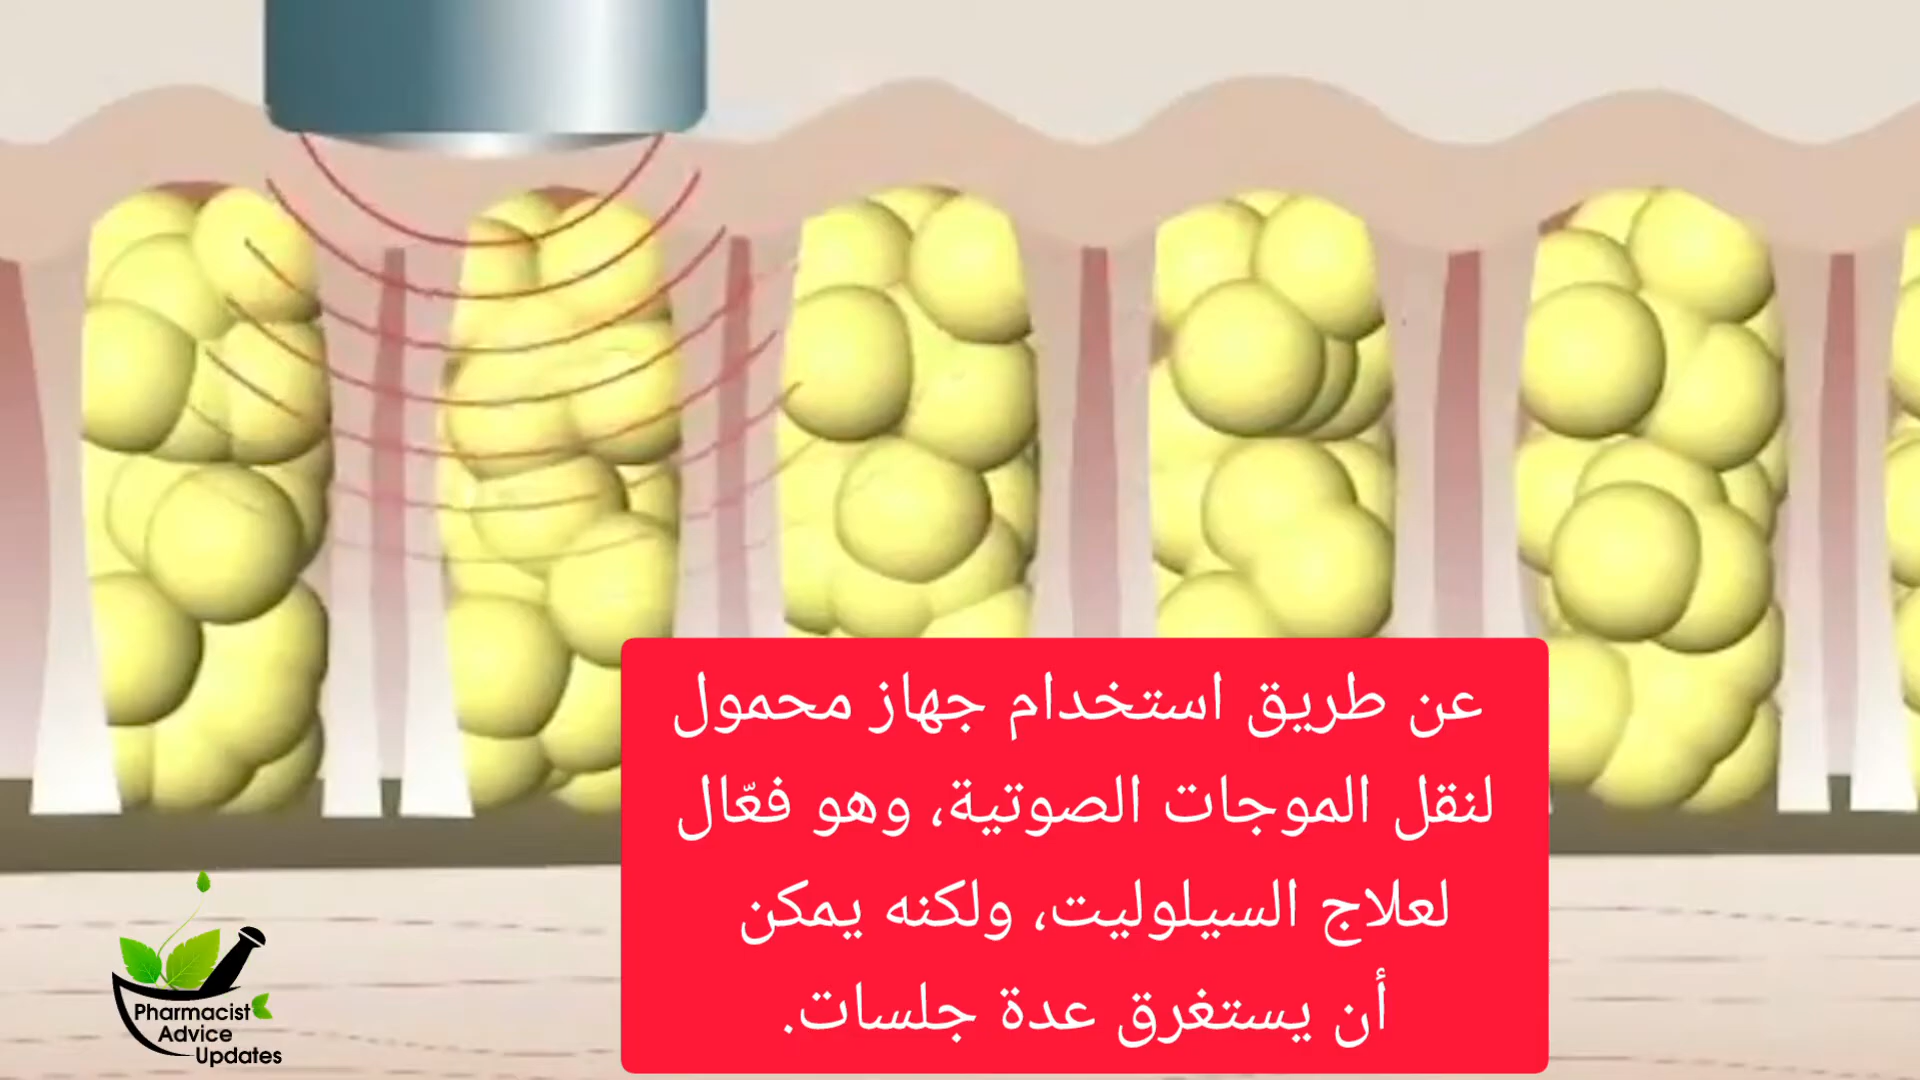 عن طريق استخدام جهاز محمول
لنقل الموجات الصوتية، وهو فعّال
لعلاج السيلوليت، ولكنه يمكن
أن يستغرق عدة جلسات.
Pharmacist
Advice
Updates